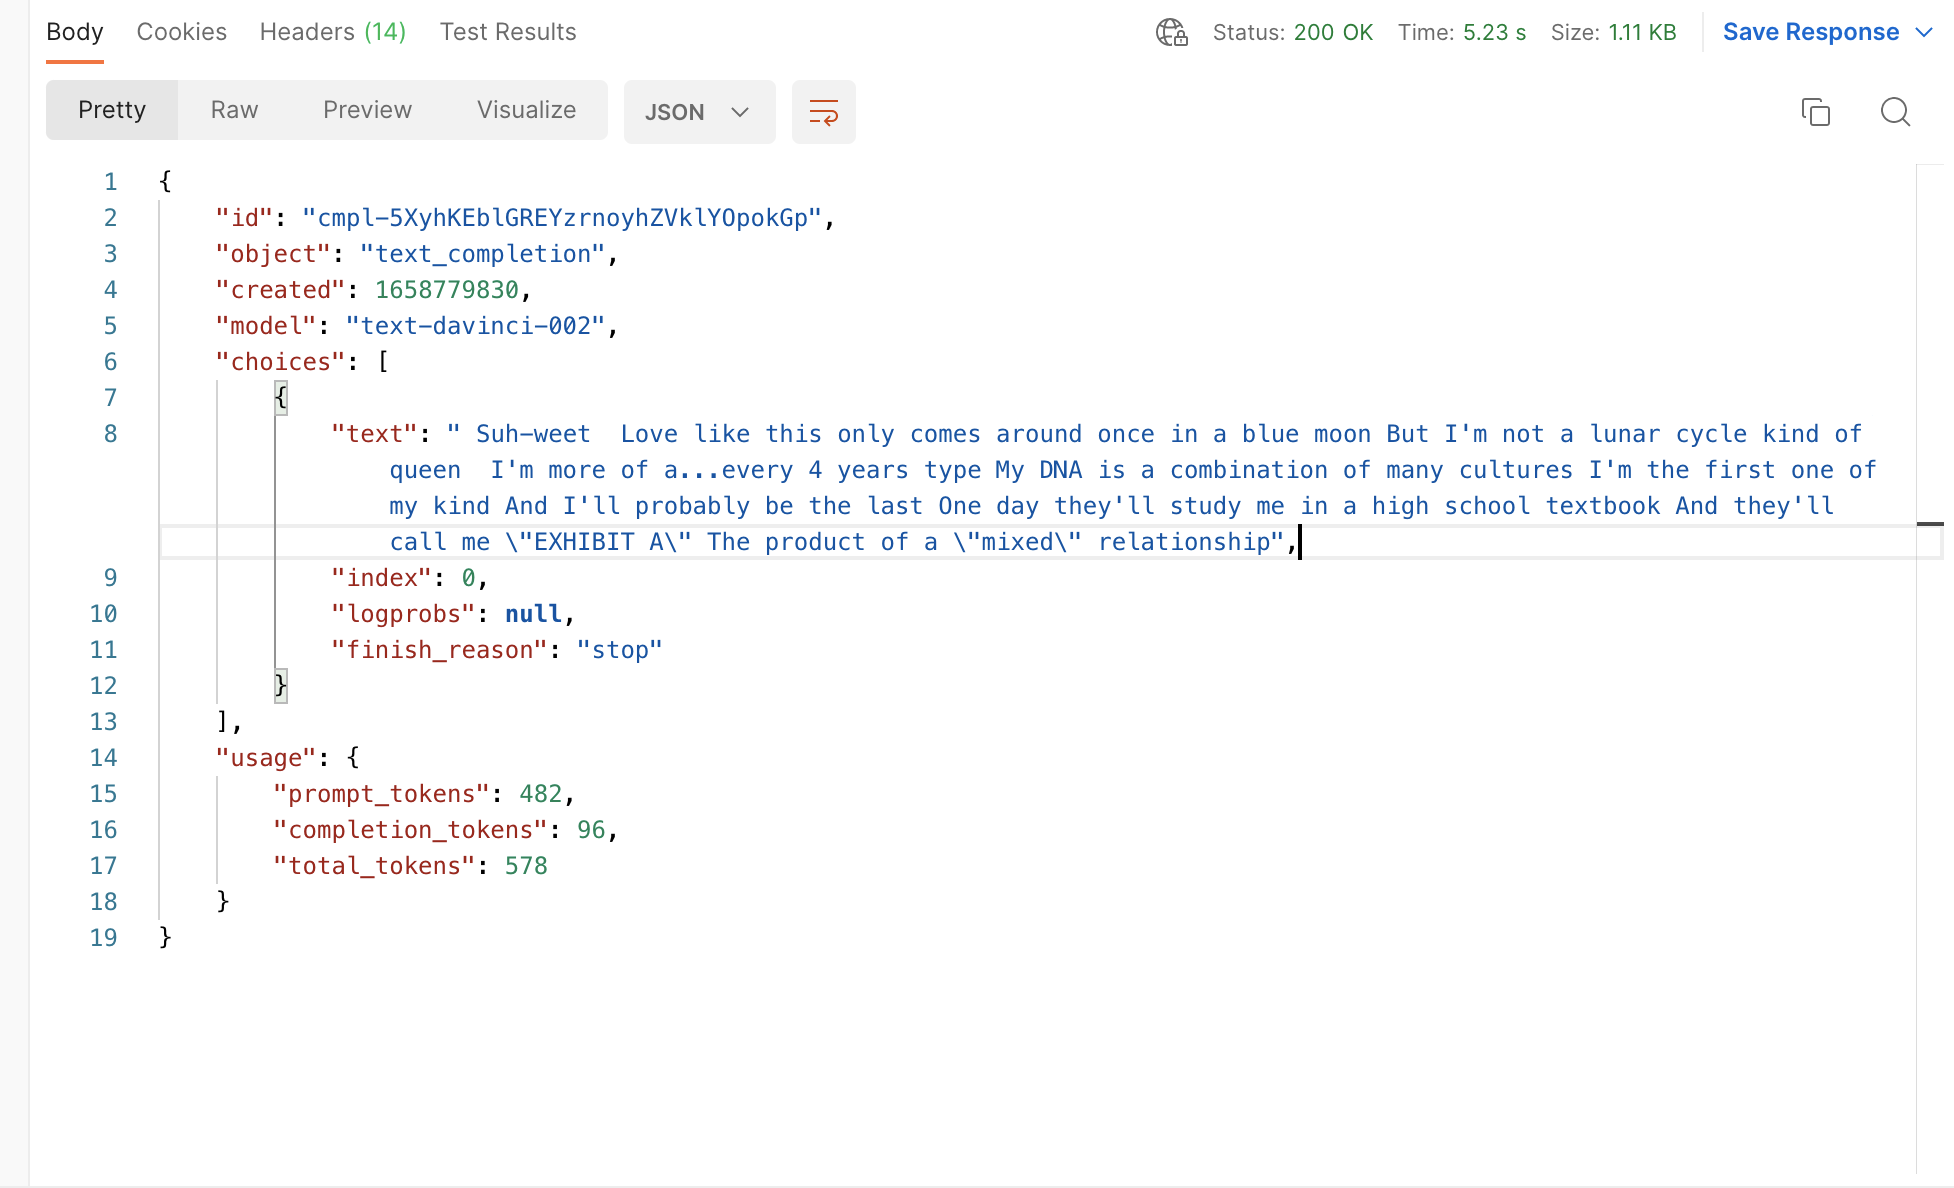 Body Cookies Headers (14) Test Results Status: 200 OK Time: 5.23 s Size: 1.11 KB Save Response
Pretty Raw Preview Visualize JSON
1 {
2 "id": "cmpl-5XyhKEblGREYzrnoyhZVklYOpokGp",
3 "object": "text_completion",
4 "created": 1658779830,
5 "model": "text-davinci-002",
6 "choices": [
7 {
8 "text": " Suh-weet  Love like this only comes around once in a blue moon But I'm not a lunar cycle kind of
queen  I'm more of a...every 4 years type My DNA is a combination of many cultures I'm the first one of
my kind And I'll probably be the last One day they'll study me in a high school textbook And they'll
call me \"EXHIBIT A\" The product of a \"mixed\" relationship",
9 "index": 0,
10 "logprobs": null,
11 "finish_reason": "stop"
12 }
13 ],
14 "usage": {
15 "prompt_tokens": 482,
16 "completion_tokens": 96,
17 "total_tokens": 578
18 }
19 }